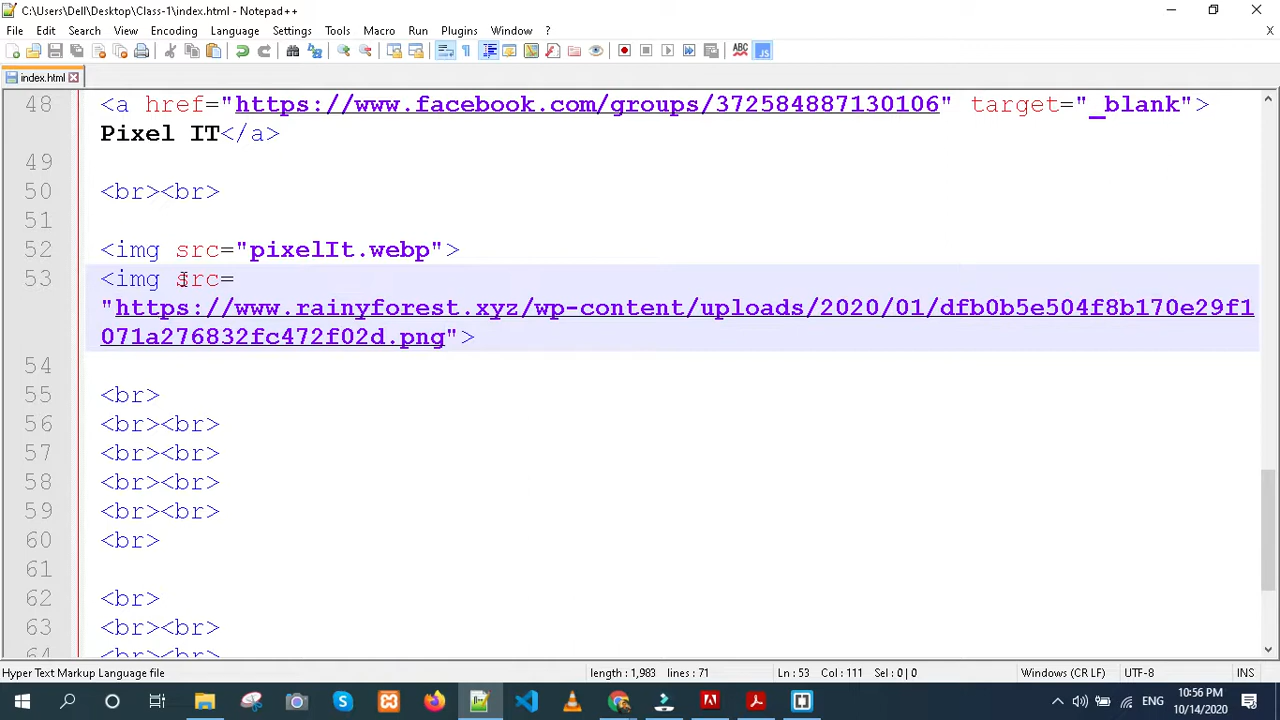 C:\Users\Dell\Desktop\Class-1\index.html - Notepad++
File Edit Search View Encoding Language Settings Tools Macro Run Plugins Window ? X
index.html
48 <a href="https://www.facebook.com/groups/372584887130106" target="_blank">
Pixel IT</a>
49
50 <br><br>
51
52 <img src="pixelIt.webp">
53 <img src=
"https://www.rainyforest.xyz/wp-content/uploads/2020/01/dfb0b5e504f8b170e29f1
071a276832fc472f02d.png">
54
55 <br>
56 <br><br>
57 <br><br>
58 <br><br>
59 <br><br>
60 <br>
61
62 <br>
63 <br><br>
<br><br>
Hyper Text Markup Language file length : 1,983 lines : 71 Ln : 53 Col : 111 Sel : 0 | 0 Windows (CR LF) UTF-8 INS
ENG 10:56 PM
10/14/2020